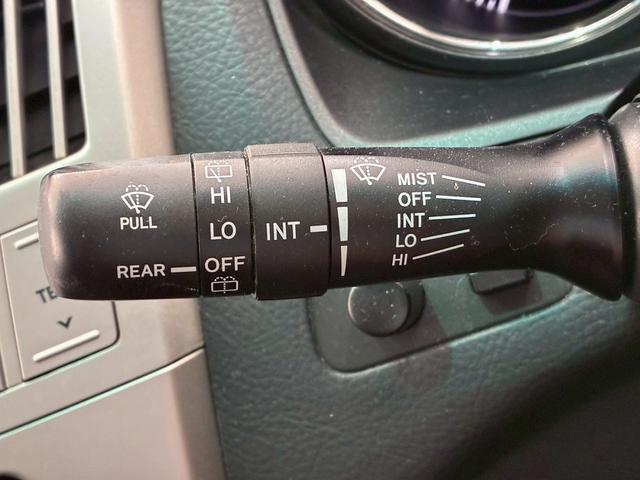 PULL
REAR
HI
LO
OFF
INT
MIST
OFF
INT
LO
HI